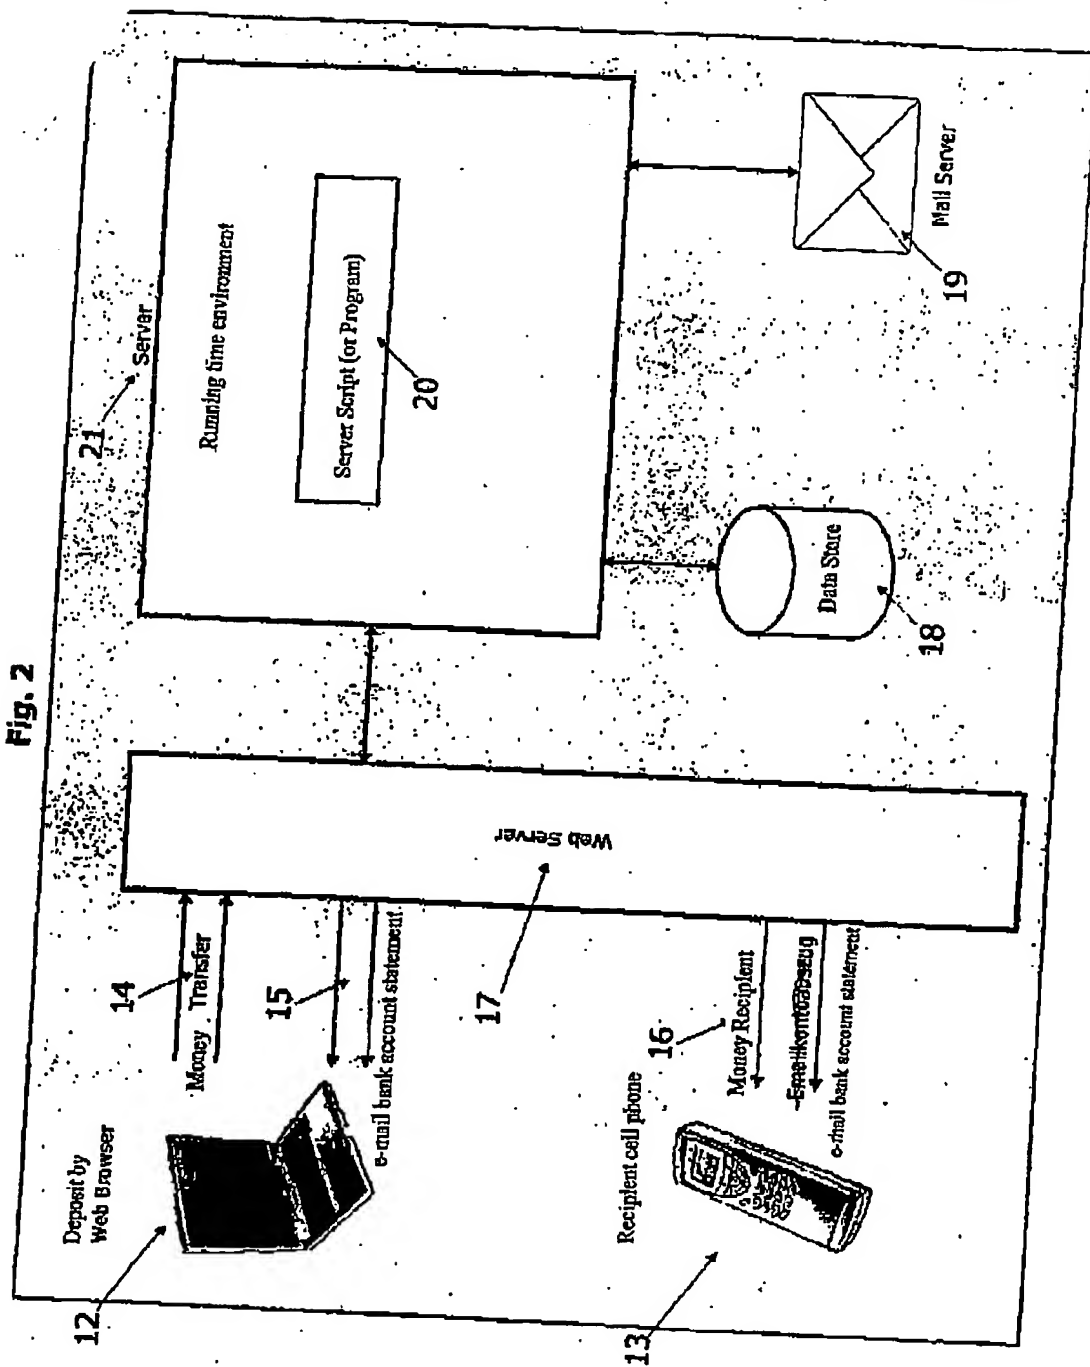 Fig. 2
12
Deposit by
Web Browser
14
Money Transfer
15
e-mail bank account statement
17
Web Server
21
Server
Running time environment
Server Script (or Program)
20
13
Recipient cell phone
16
Money Recipient
Emailkontoabszug
e-mail bank account statement
18
Data Store
19
Mail Server